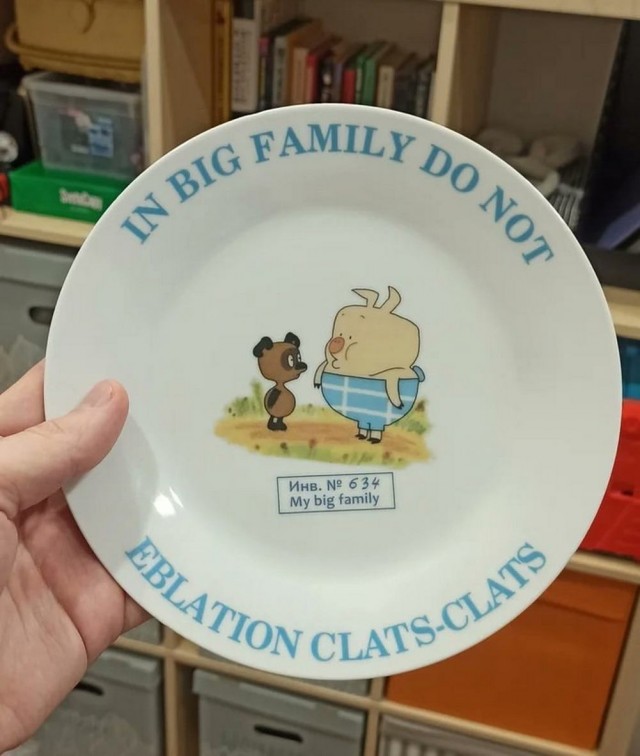 IN BIG FAMILY DO NOT
Инв. № 634
My big family
EBLATION CLATS-CLATS